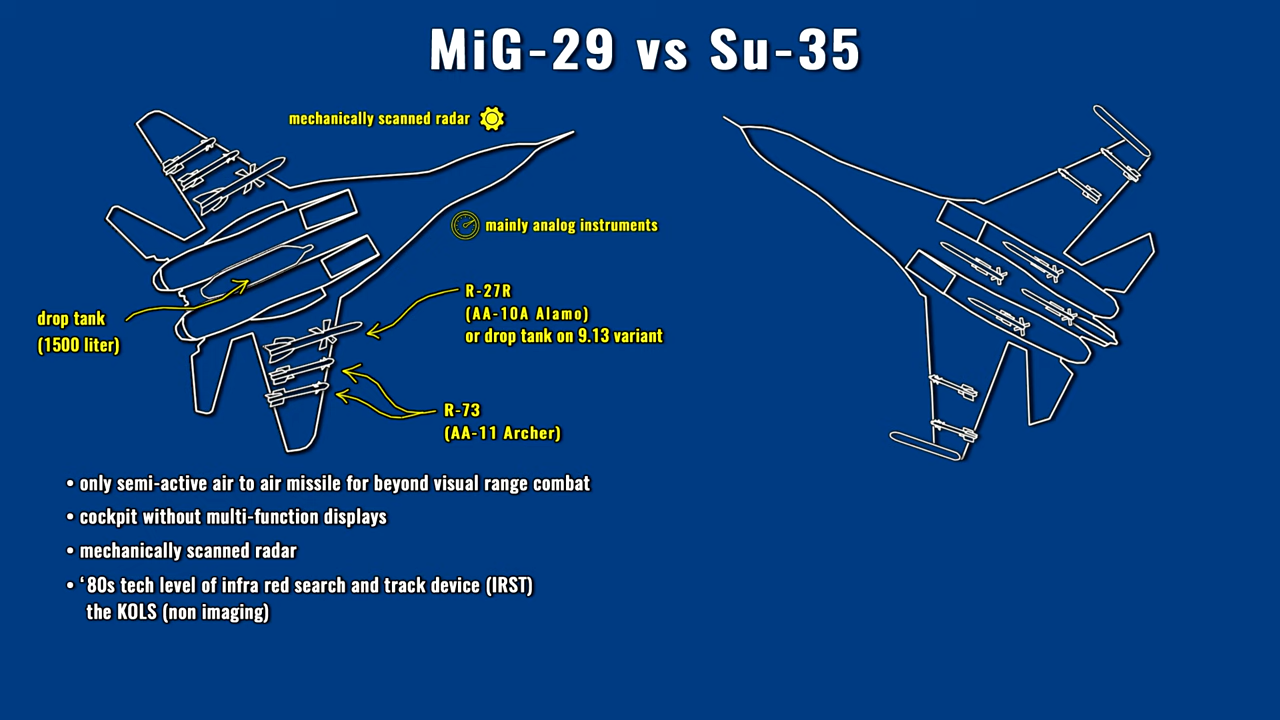 MiG-29 vs Su-35
mechanically scanned radar
mainly analog instruments
drop tank
(1500 liter)
R-27R
(AA-10A Alamo)
or drop tank on 9.13 variant
R-73
(AA-11 Archer)
• only semi-active air to air missile for beyond visual range combat
• cockpit without multi-function displays
• mechanically scanned radar
• ‘80s tech level of infra red search and track device (IRST)
the KOLS (non imaging)